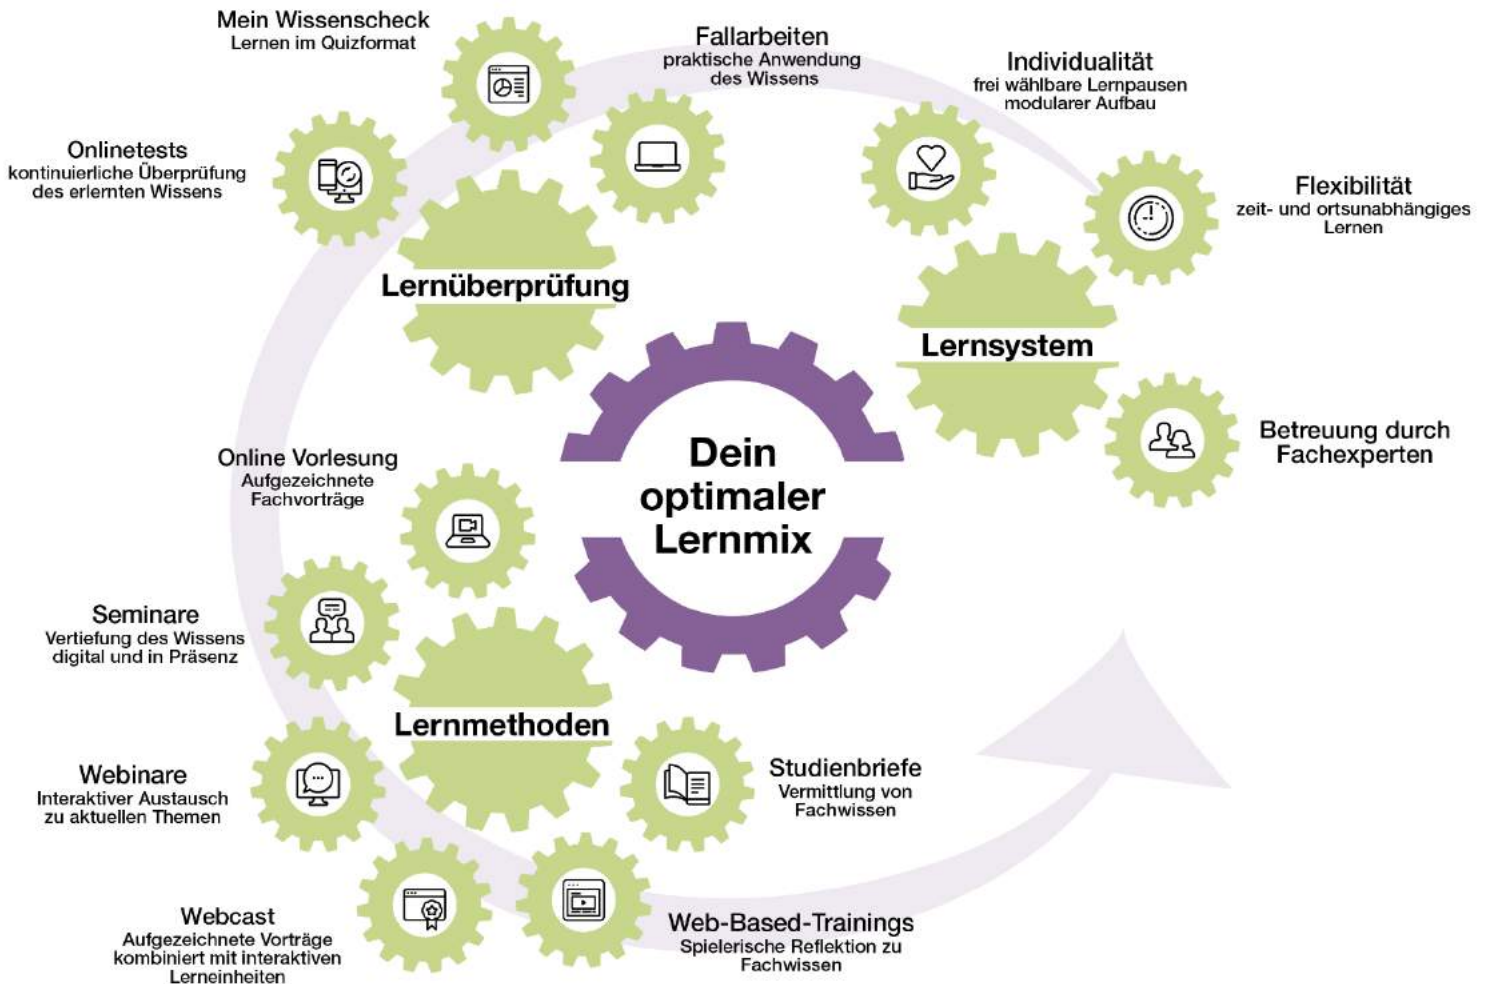 Mein Wissenscheck
Lernen im Quizformat
Fallarbeiten
praktische Anwendung
des Wissens
Individualität
frei wählbare Lernpausen
modularer Aufbau
Onlinetests
kontinuierliche Überprüfung
des erlernten Wissens
Flexibilität
zeit- und ortsunabhängiges
Lernen
Lernüberprüfung
Lernsystem
Dein
optimaler
Lernmix
Betreuung durch
Fachexperten
Online Vorlesung
Aufgezeichnete
Fachvorträge
Seminare
Vertiefung des Wissens
digital und in Präsenz
Lernmethoden
Webinare
Interaktiver Austausch
zu aktuellen Themen
Studienbriefe
Vermittlung von
Fachwissen
Webcast
Aufgezeichnete Vorträge
kombiniert mit interaktiven
Lerneinheiten
Web-Based-Trainings
Spielerische Reflektion zu
Fachwissen